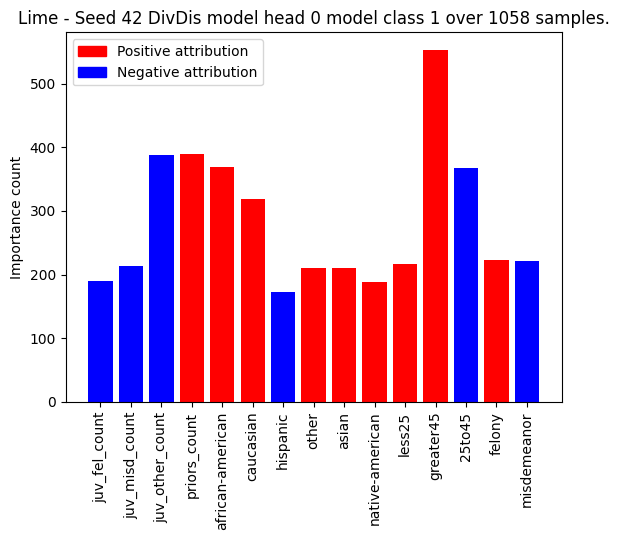 Lime - Seed 42 DivDis model head 0 model class 1 over 1058 samples.
Positive attribution
Negative attribution
Importance count
500
400
300
200
100
0
juv_fel_count
juv_misd_count
juv_other_count
priors_count
african-american
caucasian
hispanic
other
asian
native-american
less25
greater45
25to45
felony
misdemeanor